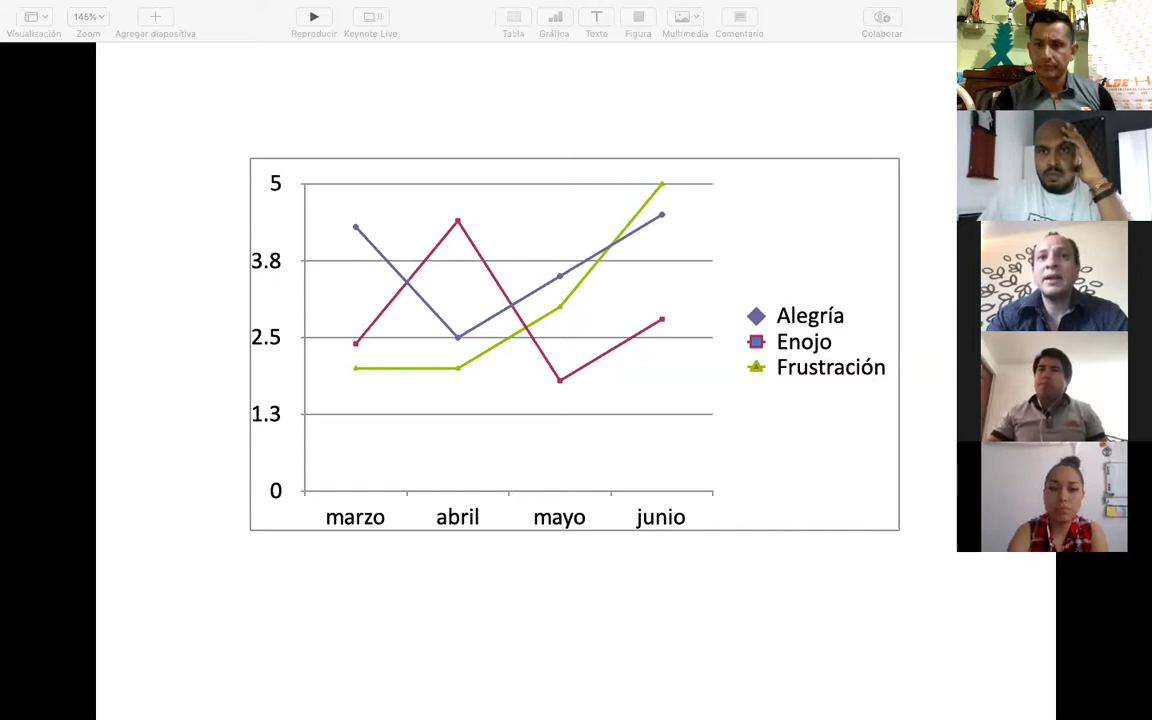 145%
Visualización Zoom Agregar diapositiva Reproducir Keynote Live Tabla Gráfica Texto Figura Multimedia Comentario Colaborar
5
3.8
2.5
1.3
0
marzo abril mayo junio
Alegría
Enojo
Frustración